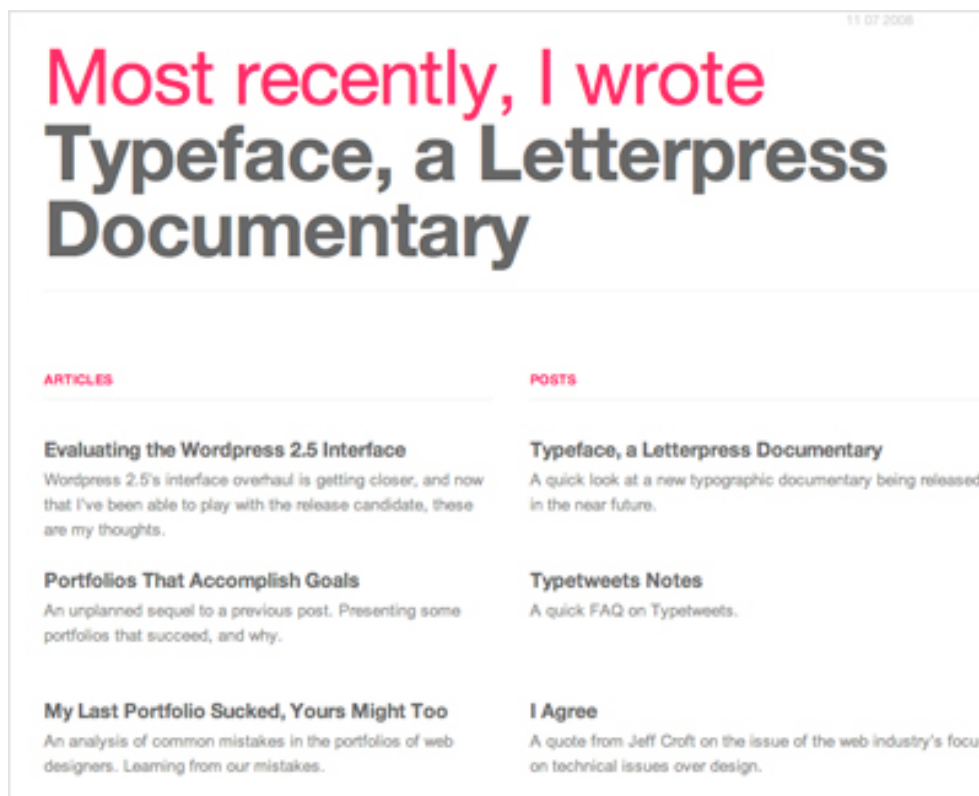 11 07 2008
Most recently, I wrote
Typeface, a Letterpress
Documentary
ARTICLES
Evaluating the Wordpress 2.5 Interface
Wordpress 2.5's interface overhaul is getting closer, and now
that I've been able to play with the release candidate, these
are my thoughts.
Portfolios That Accomplish Goals
An unplanned sequel to a previous post. Presenting some
portfolios that succeed, and why.
My Last Portfolio Sucked, Yours Might Too
An analysis of common mistakes in the portfolios of web
designers. Learning from our mistakes.
POSTS
Typeface, a Letterpress Documentary
A quick look at a new typographic documentary being released
in the near future.
Typetweets Notes
A quick FAQ on Typetweets.
I Agree
A quote from Jeff Croft on the issue of the web industry's focu
on technical issues over design.